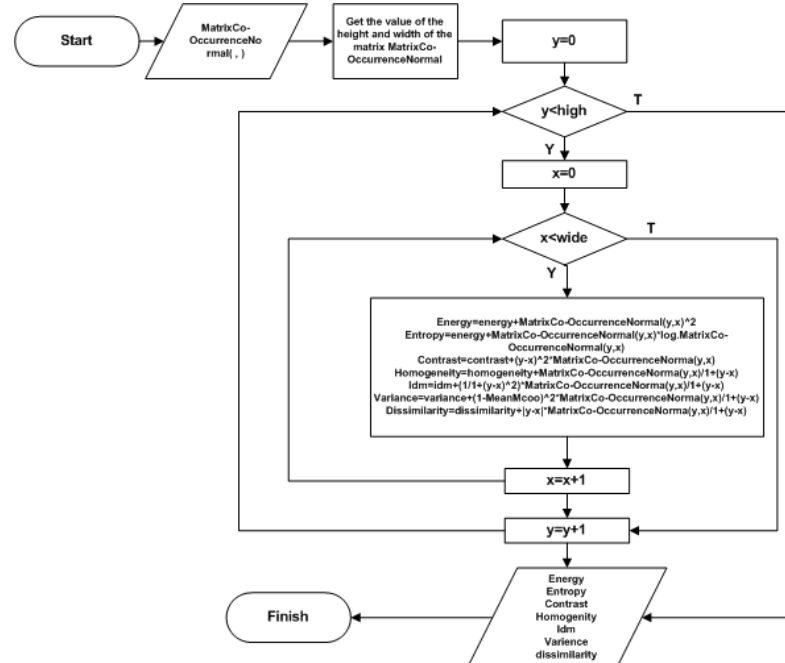 Start
MatrixCo-
OccurrenceNo
rmal( , )
Get the value of the
height and width of the
matrix MatrixCo-
OccurrenceNormal
y=0
y<high
T
Y
x=0
x<wide
T
Y
Energy=energy+MatrixCo-OccurrenceNormal(y,x)^2
Entropy=energy+MatrixCo-OccurrenceNormal(y,x)*log.MatrixCo-
OccurrenceNormal(y,x)
Contrast=contrast+(y-x)^2*MatrixCo-OccurrenceNorma(y,x)
Homogeneity=homogeneity+MatrixCo-OccurrenceNorma(y,x)/1+(y-x)
Idm=idm+(1/1+(y-x)^2)*MatrixCo-OccurrenceNorma(y,x)/1+(y-x)
Variance=variance+(1-MeanMcoo)^2*MatrixCo-OccurrenceNorma(y,x)/1+(y-x)
Dissimilarity=dissimilarity+|y-x|*MatrixCo-OccurrenceNorma(y,x)/1+(y-x)
x=x+1
y=y+1
Energy
Entropy
Contrast
Homogenity
Idm
Varience
dissimilarity
Finish